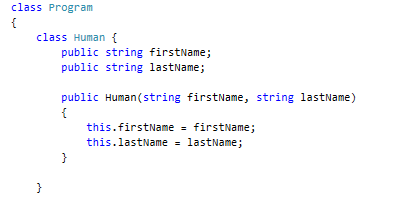 class Program
{
    class Human {
        public string firstName;
        public string lastName;

        public Human(string firstName, string lastName)
        {
            this.firstName = firstName;
            this.lastName = lastName;
        }

    }